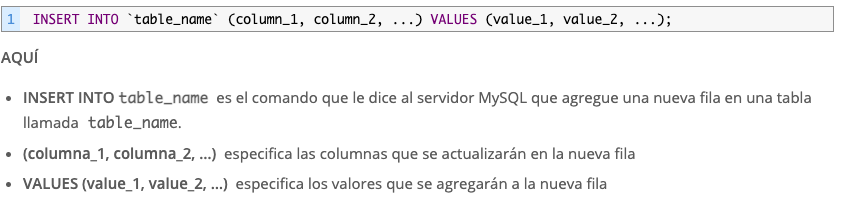 1 INSERT INTO `table_name` (column_1, column_2, ...) VALUES (value_1, value_2, ...);
AQUÍ
• INSERT INTO table_name es el comando que le dice al servidor MySQL que agregue una nueva fila en una tabla
llamada table_name.
• (columna_1, columna_2, ...) especifica las columnas que se actualizarán en la nueva fila
• VALUES (value_1, value_2, ...) especifica los valores que se agregarán a la nueva fila